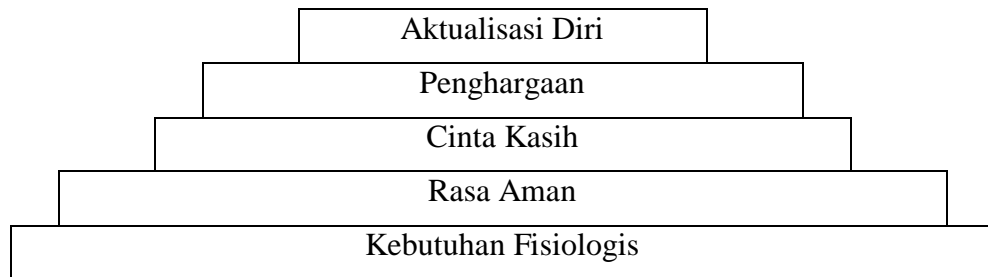 Aktualisasi Diri
Penghargaan
Cinta Kasih
Rasa Aman
Kebutuhan Fisiologis